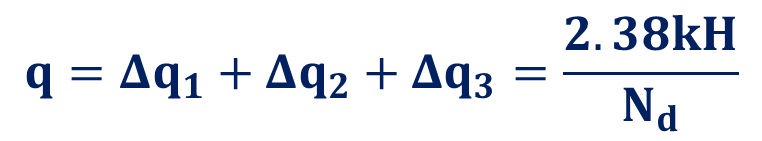 q = Δq₁ + Δq₂ + Δq₃ = 2.38kH / N_d